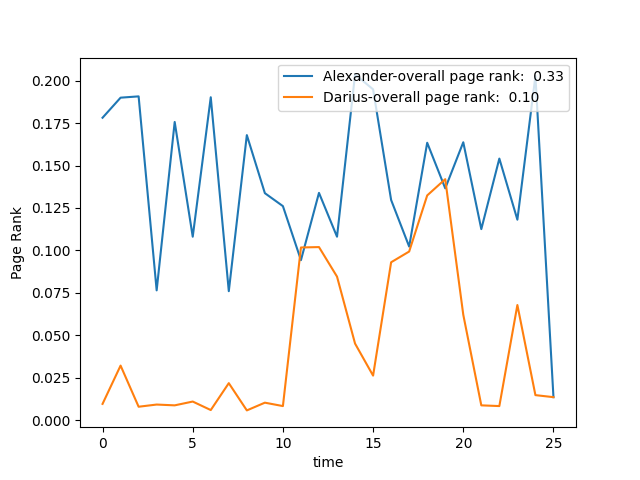 Alexander-overall page rank:  0.33
Darius-overall page rank:  0.10
0.200
0.175
0.150
0.125
0.100
0.075
0.050
0.025
0.000
Page Rank
0 5 10 15 20 25
time